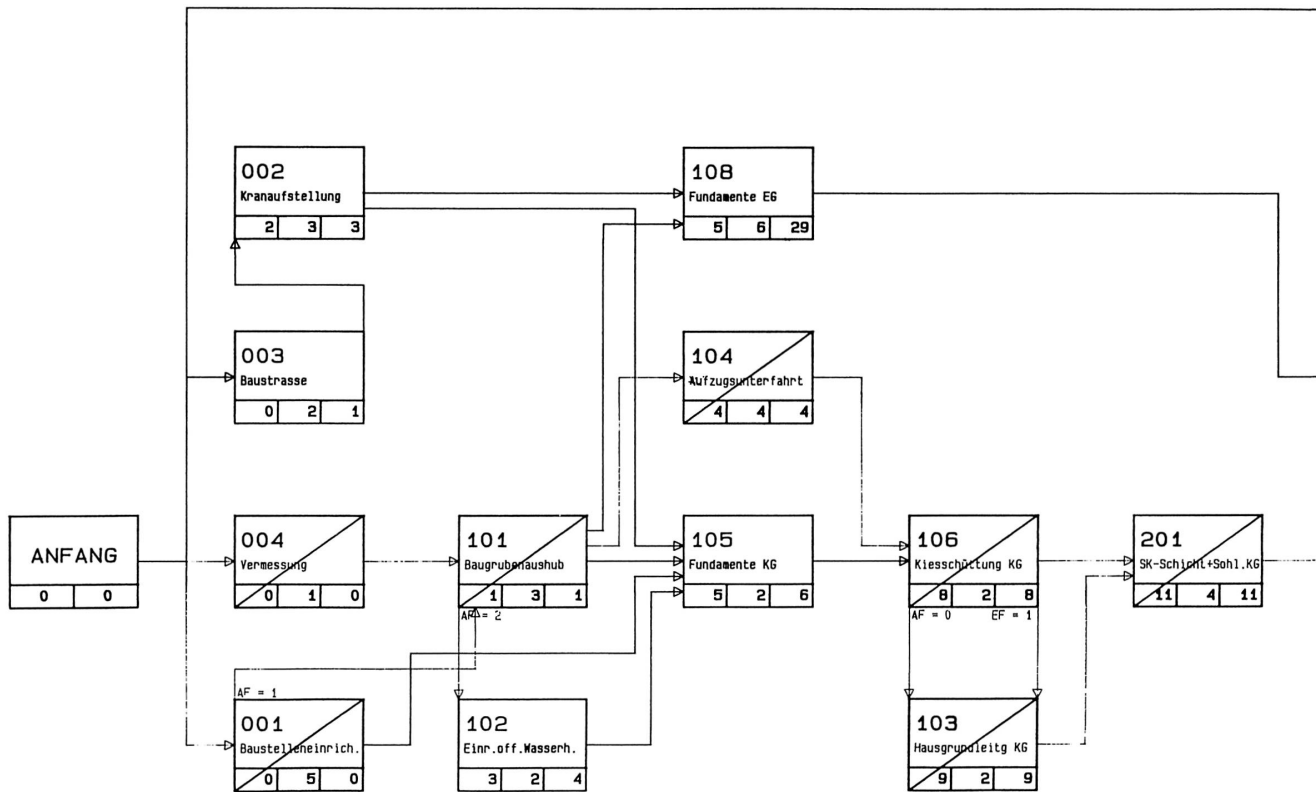 002
Kranaufstellung
2 3 3
108
Fundamente EG
5 6 29
003
Baustrasse
0 2 1
104
Aufzugsunterfahrt
4 4 4
ANFANG
0 0
004
Vermessung
0 1 0
101
Baugrubenaushub
1 3 1
AF = 2
105
Fundamente KG
5 2 6
106
Kiesschüttung KG
8 2 8
AF = 0 EF = 1
201
SK-Schicht+Sohl.KG
11 4 11
AF = 1
001
Baustelleneinrich.
0 5 0
102
Einr.off.Wasserh.
3 2 4
103
Hausgrundleitg KG
9 2 9